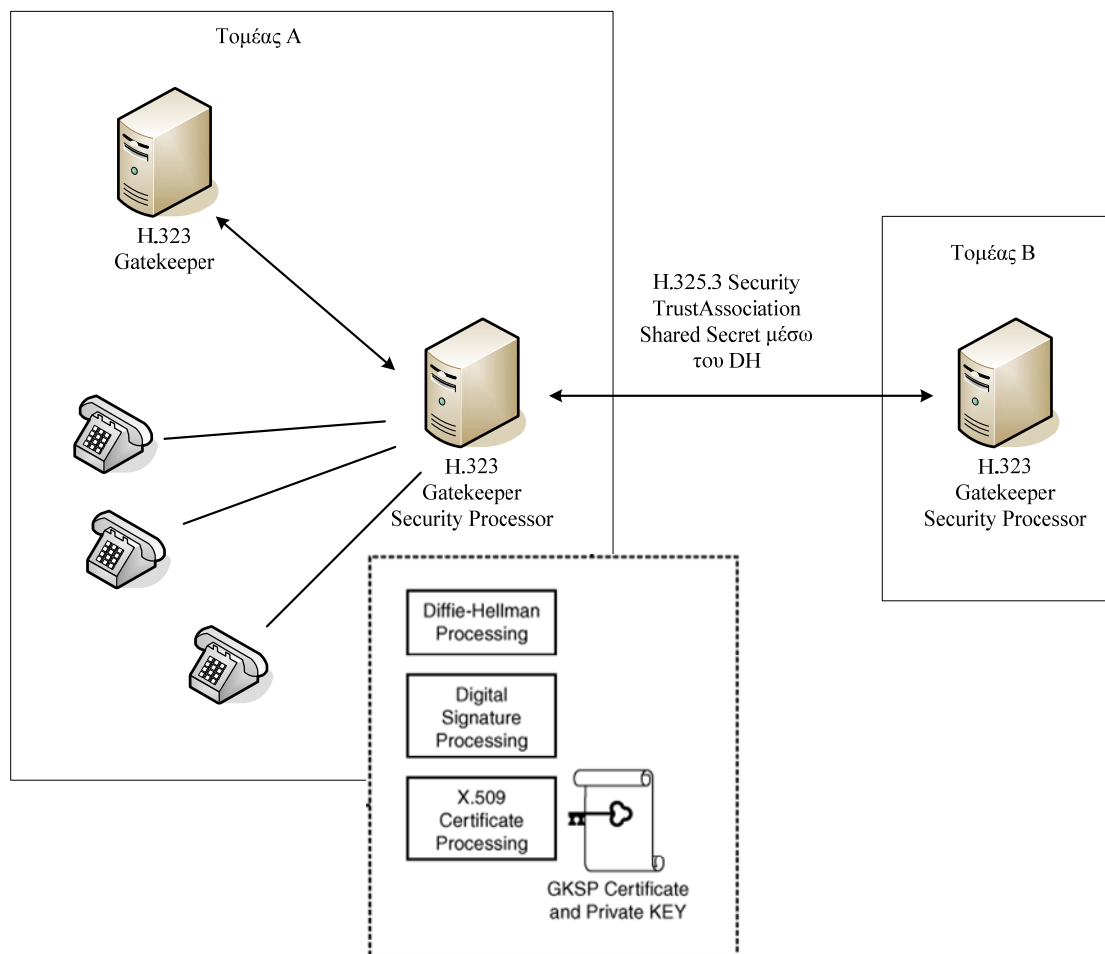 Τομέας Α
H.323
Gatekeeper
Τομέας Β
H.325.3 Security
TrustAssociation
Shared Secret μέσω
του DH
H.323
Gatekeeper
Security Processor
H.323
Gatekeeper
Security Processor
Diffie-Hellman
Processing
Digital
Signature
Processing
X.509
Certificate
Processing
GKSP Certificate
and Private KEY